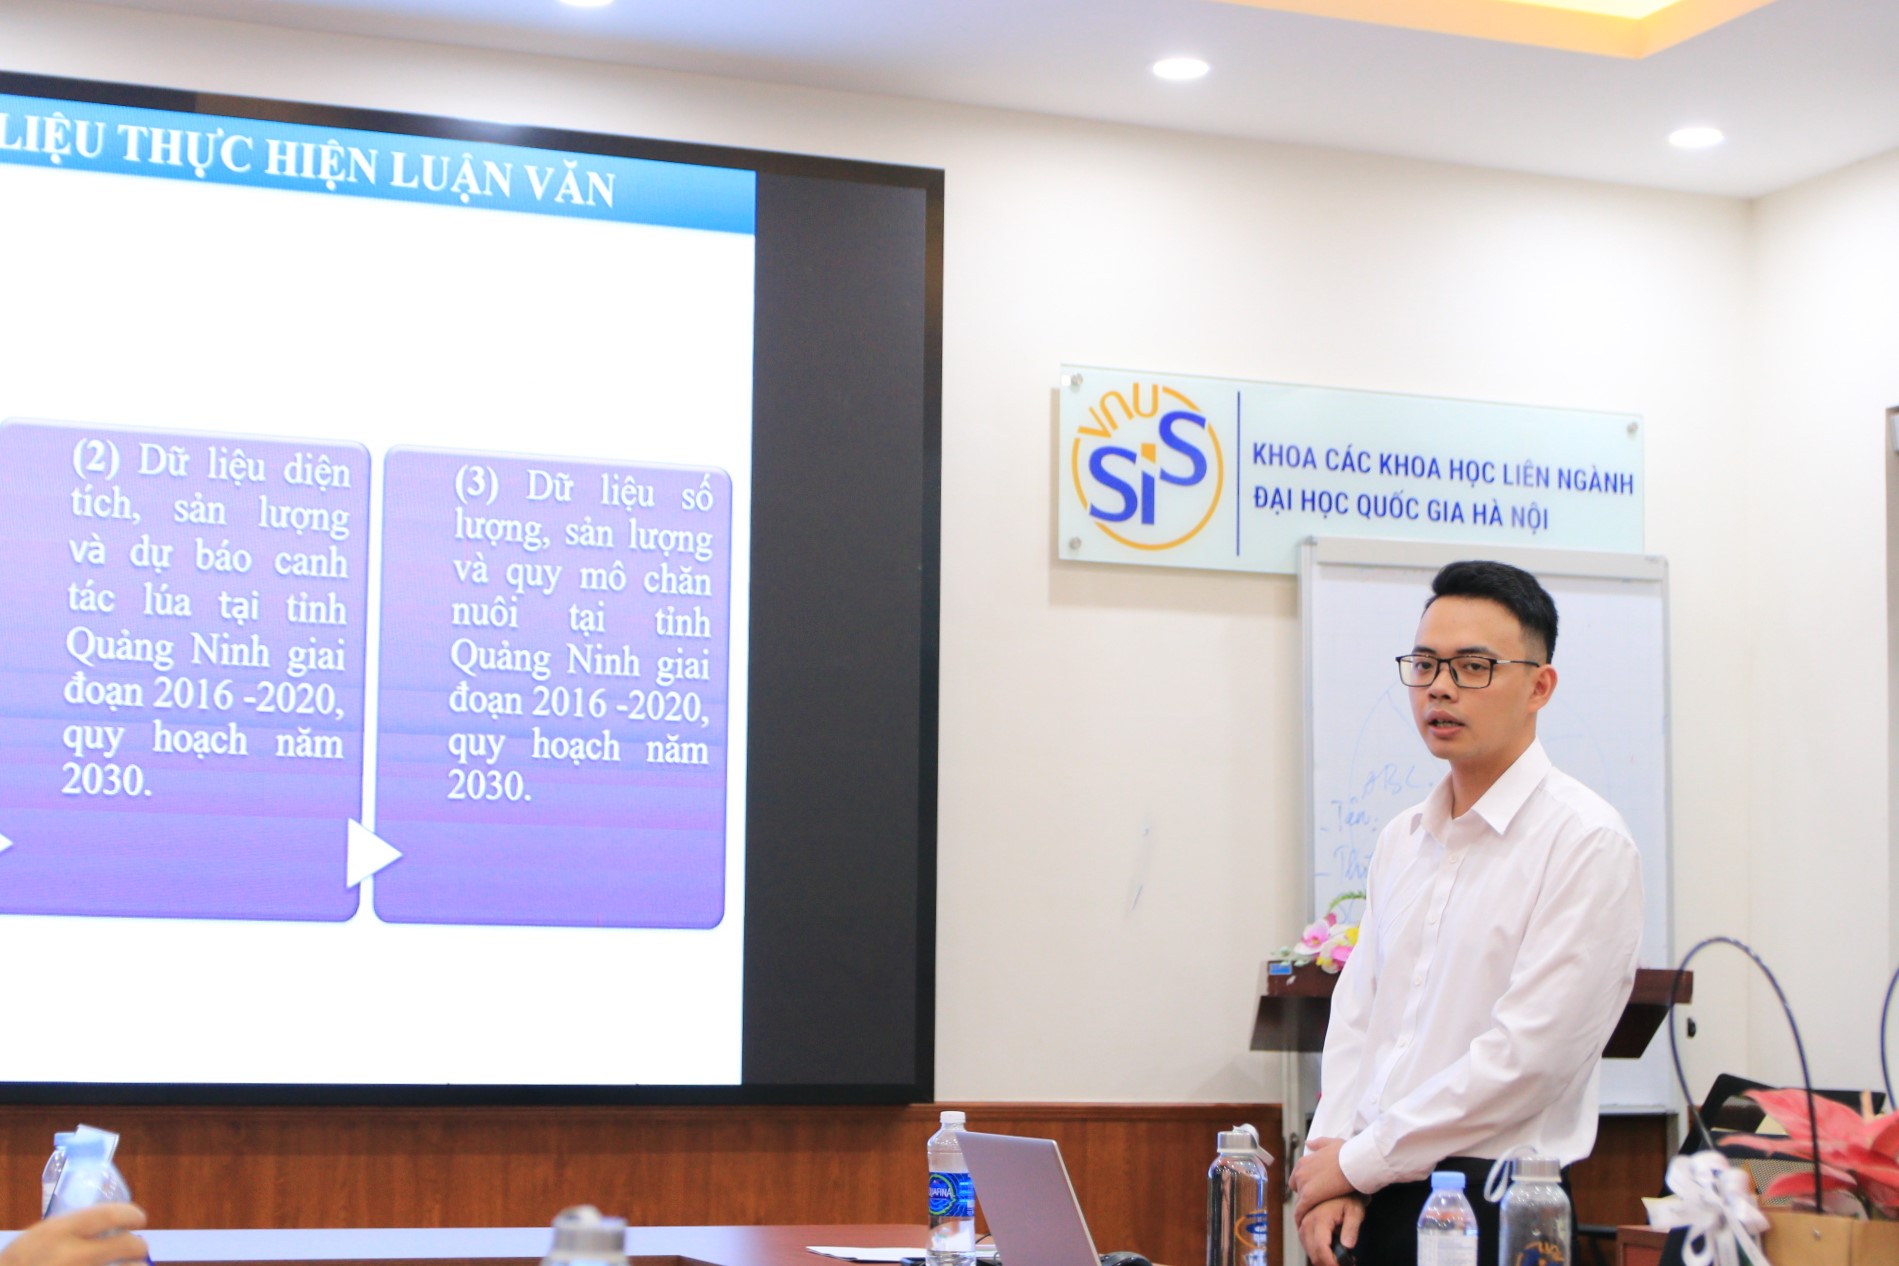 LIỆU THỰC HIỆN LUẬN VĂN
(2) Dữ liệu diện
tích, sản lượng
và dự báo canh
tác lúa tại tỉnh
Quảng Ninh giai
đoạn 2016 -2020,
quy hoạch năm
2030.
(3) Dữ liệu số
lượng, sản lượng
và quy mô chăn
nuôi tại tỉnh
Quảng Ninh giai
đoạn 2016 -2020,
quy hoạch năm
2030.
VNU
SiS
KHOA CÁC KHOA HỌC LIÊN NGÀNH
ĐẠI HỌC QUỐC GIA HÀ NỘI
ABC
- Tên
AQUAFINA